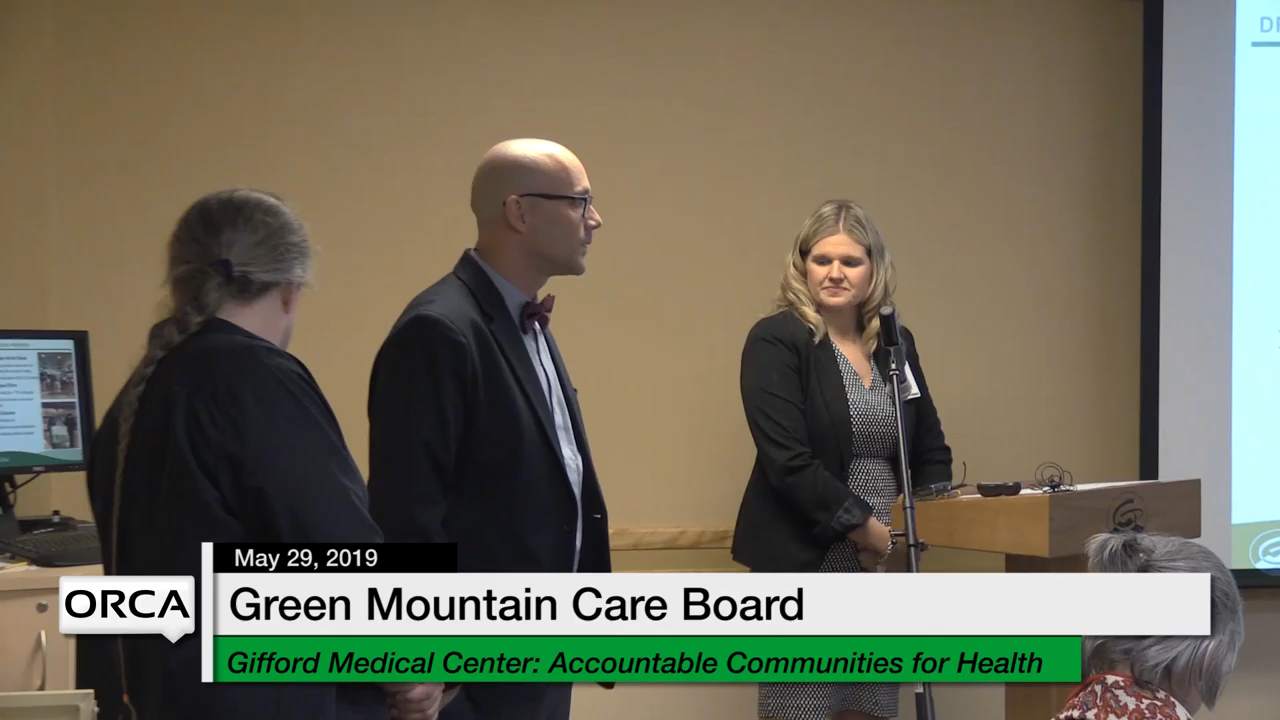 May 29, 2019
ORCA
Green Mountain Care Board
Gifford Medical Center: Accountable Communities for Health